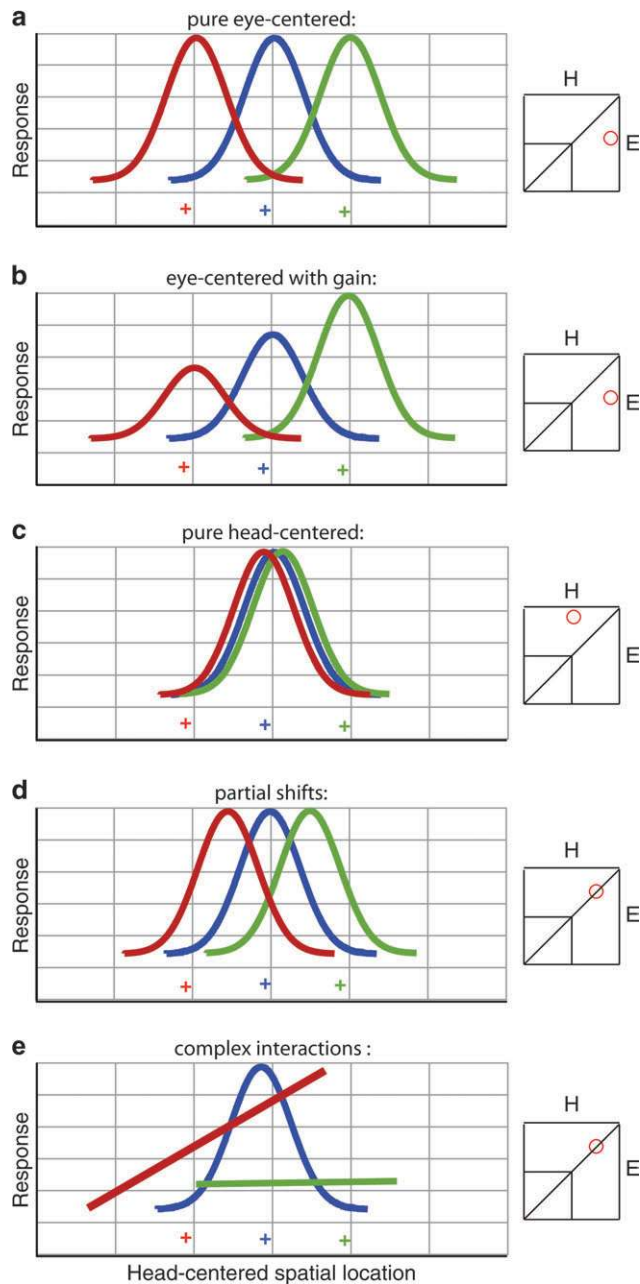 a
pure eye-centered:
Response
H
E
b
eye-centered with gain:
Response
H
E
c
pure head-centered:
Response
H
E
d
partial shifts:
Response
H
E
e
complex interactions :
Response
H
E
Head-centered spatial location